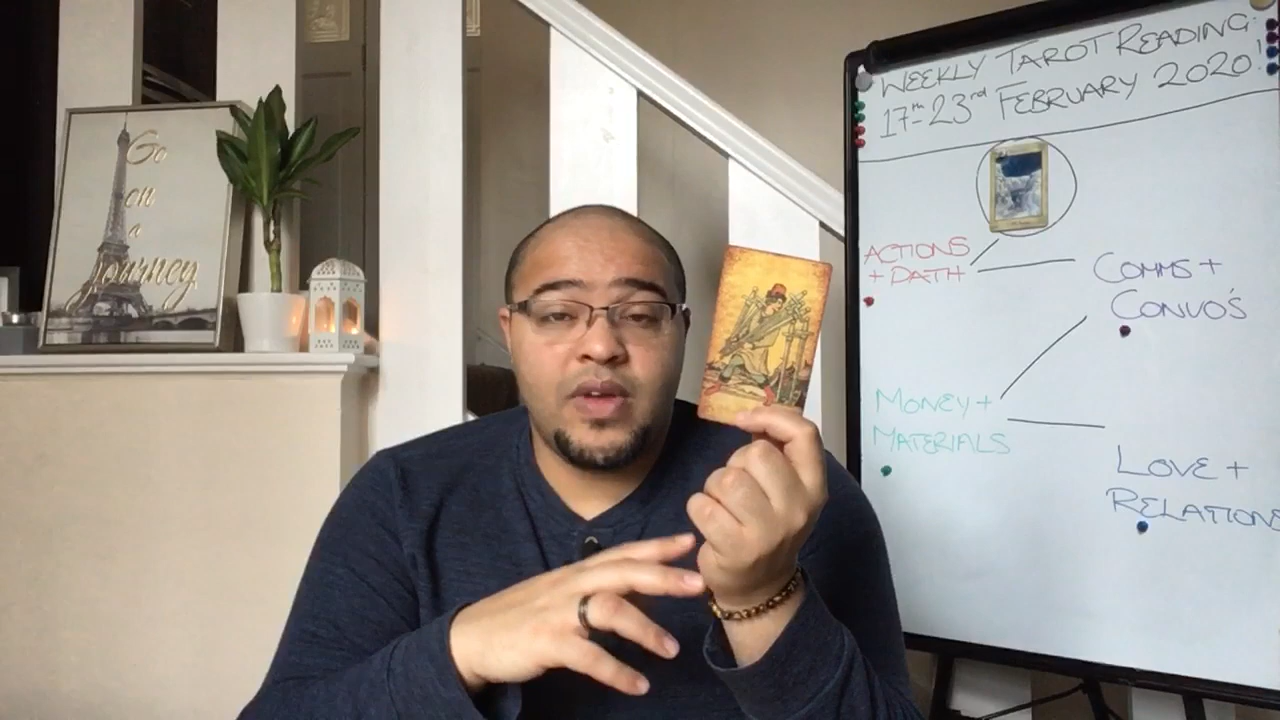 Go
on
a
Journey
WEEKLY TAROT READING:
17th-23rd FEBRUARY 2020!
ACTIONS
+ PATH
COMMS +
CONVO'S
MONEY +
MATERIALS
LOVE +
RELATIONS